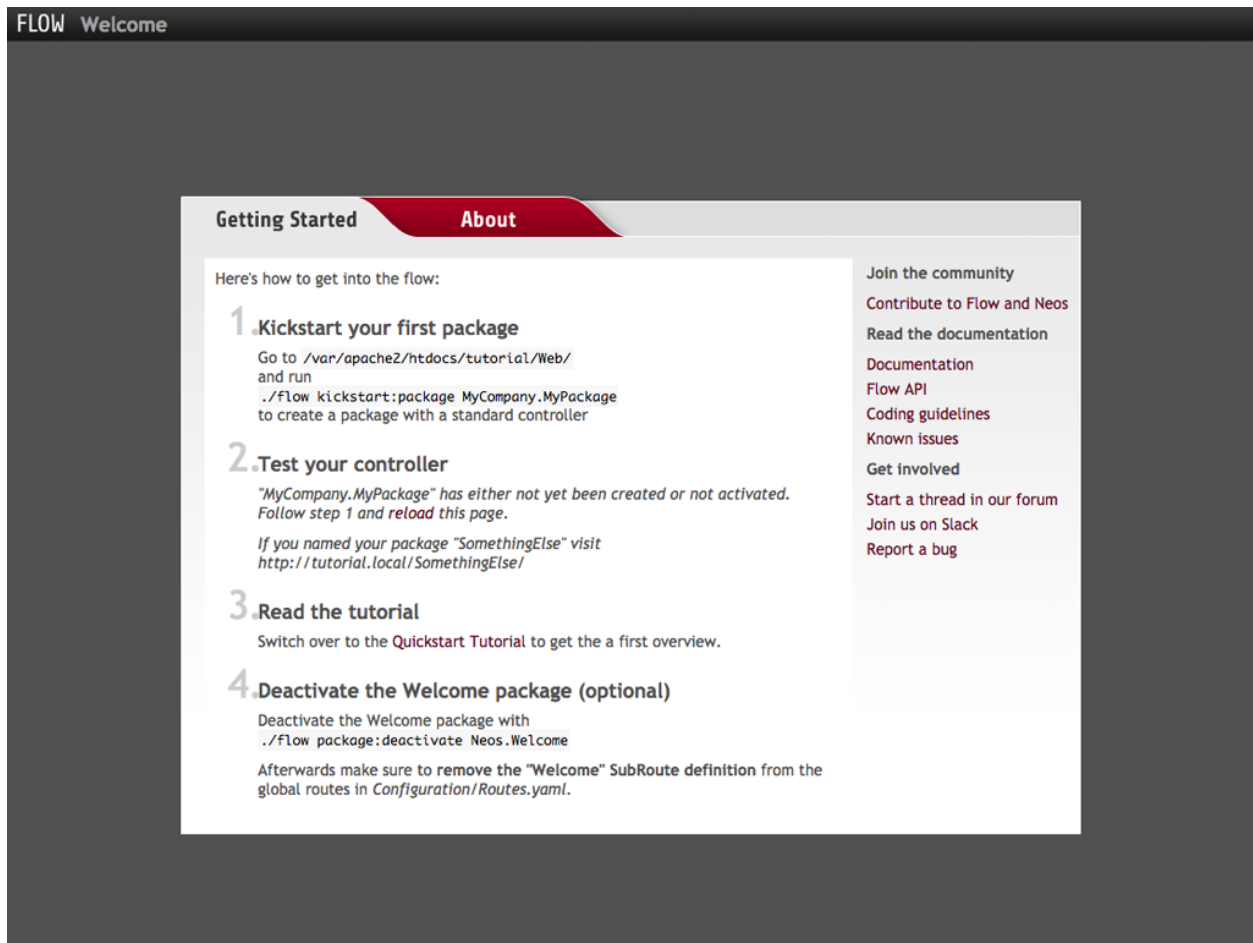 FLOW Welcome
Getting Started
About
Here's how to get into the flow:
1. Kickstart your first package
Go to /var/apache2/htdocs/tutorial/Web/
and run
./flow kickstart:package MyCompany.MyPackage
to create a package with a standard controller
2. Test your controller
"MyCompany.MyPackage" has either not yet been created or not activated.
Follow step 1 and reload this page.
If you named your package "SomethingElse" visit
http://tutorial.local/SomethingElse/
3. Read the tutorial
Switch over to the Quickstart Tutorial to get the a first overview.
4. Deactivate the Welcome package (optional)
Deactivate the Welcome package with
./flow package:deactivate Neos.Welcome
Afterwards make sure to remove the "Welcome" SubRoute definition from the
global routes in Configuration/Routes.yaml.
Join the community
Contribute to Flow and Neos
Read the documentation
Documentation
Flow API
Coding guidelines
Known issues
Get involved
Start a thread in our forum
Join us on Slack
Report a bug